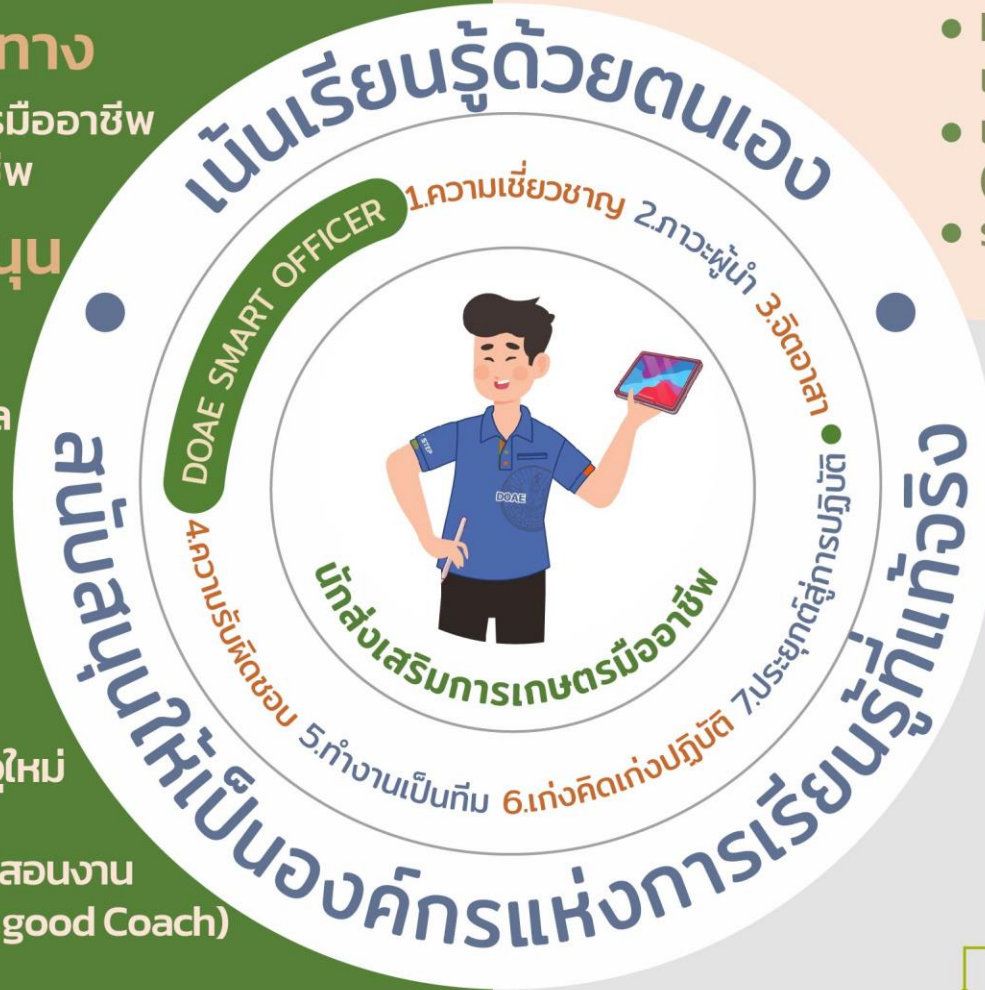 ทาง
มืออาชีพ
นุน
สอนงาน
good Coach)
เน้นเรียนรู้ด้วยตนเอง
สนับสนุนให้เป็นองค์กรแห่งการเรียนรู้ที่แท้จริง
DOAE SMART OFFICER
1.ความเชี่ยวชาญ
2.ภาวะผู้นำ
3.จิตอาสา
4.ความรับผิดชอบ
5.ทำงานเป็นทีม
6.เก่งคิดเก่งปฏิบัติ
7.ประยุกต์สู่การปฏิบัติ
DOAE
นักส่งเสริมการเกษตรมืออาชีพ